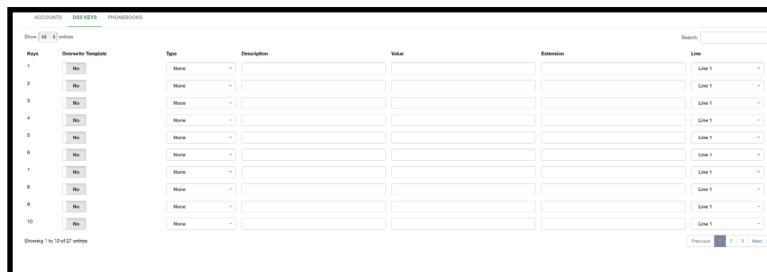 ACCOUNTS DSS KEYS PHONEBOOKS
Show 10 entries Search:
Keys Overwrite Template Type Description Value Extension Line
1 No None Line 1
2 No None Line 1
3 No None Line 1
4 No None Line 1
5 No None Line 1
6 No None Line 1
7 No None Line 1
8 No None Line 1
9 No None Line 1
10 No None Line 1
Showing 1 to 10 of 27 entries Previous 1 2 3 Next